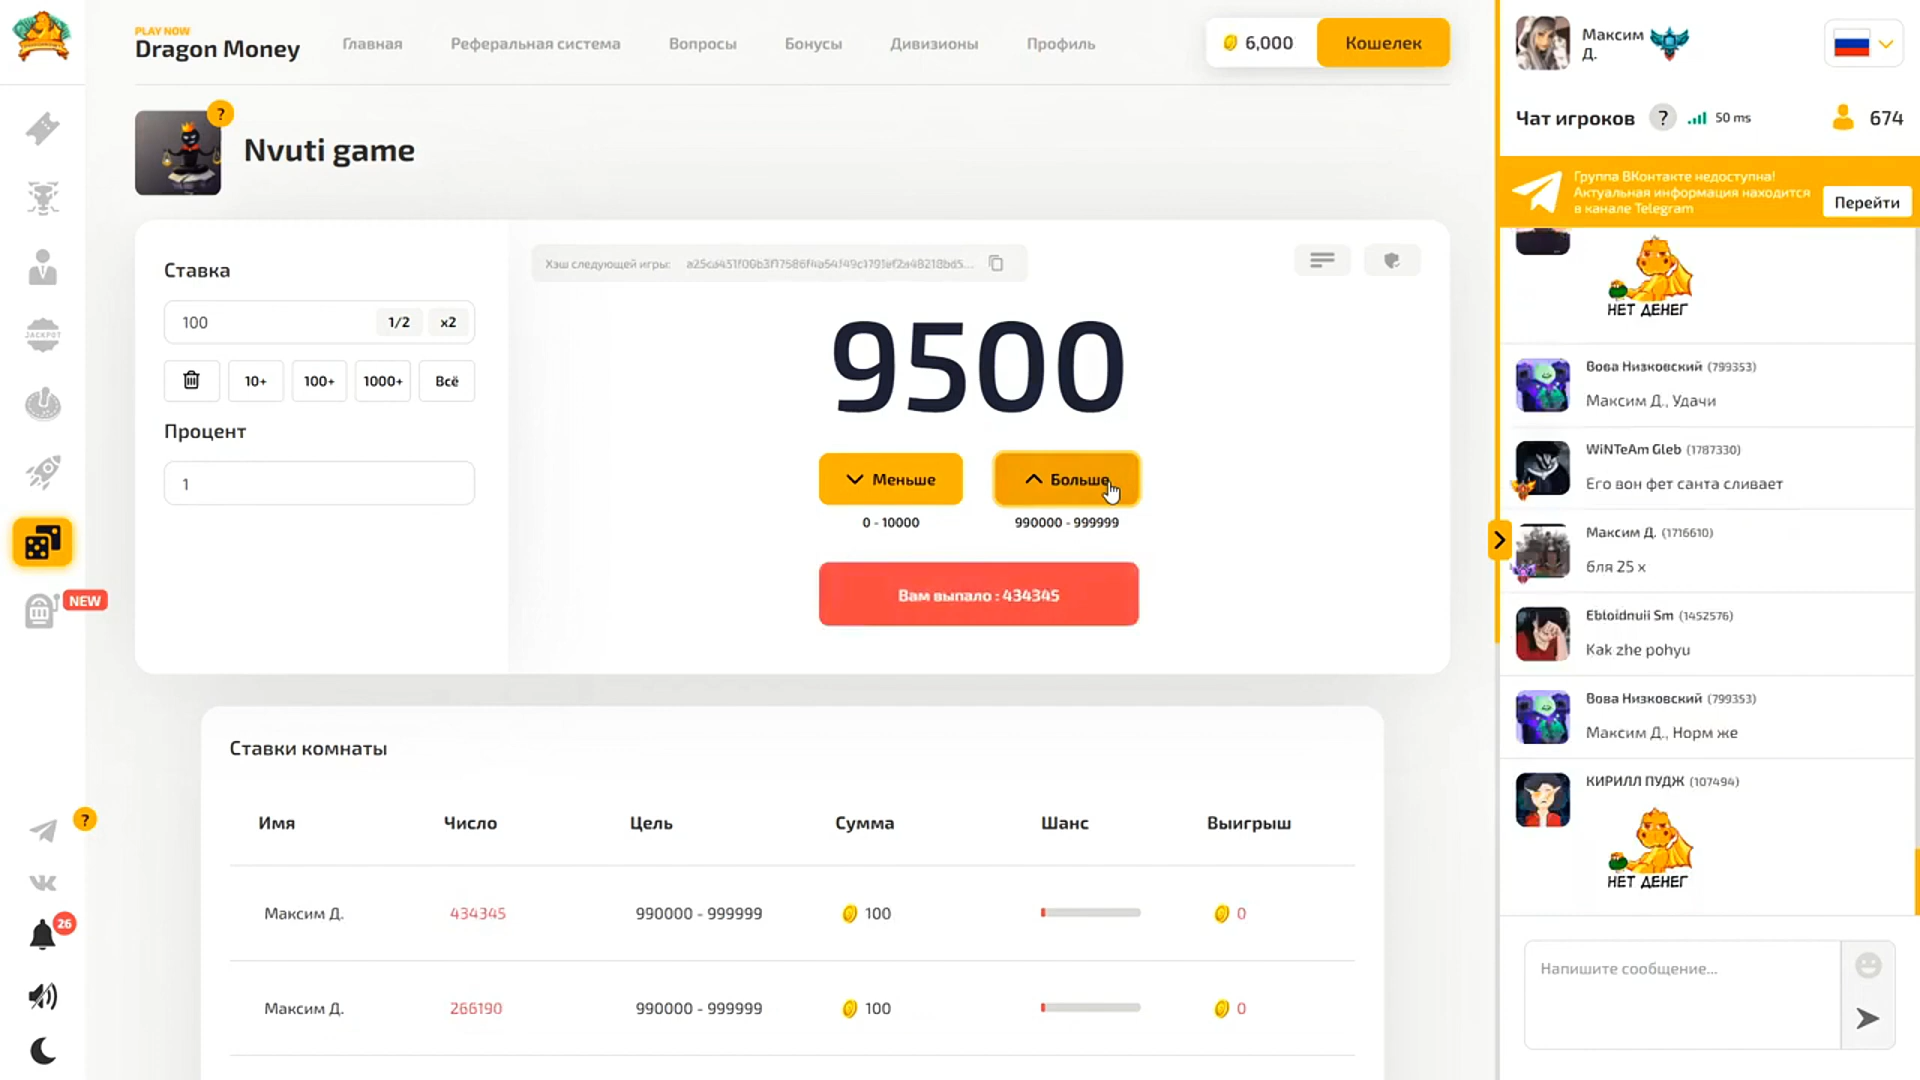 PLAY NOW
Dragon Money
Главная
Реферальная система
Вопросы
Бонусы
Дивизионы
Профиль
6,000
Кошелек
?
Nvuti game
Ставка
100
1/2
x2
10+
100+
1000+
Всё
Процент
1
Хэш следующей игры:
9500
Меньше
Больше
0 - 10000
990000 - 999999
Вам выпало : 434345
Ставки комнаты
Имя Число Цель Сумма Шанс Выигрыш
Максим Д. 434345 990000 - 999999 100 0
Максим Д. 266190 990000 - 999999 100 0
JACKPOT
NEW
?
26
Максим
Д.
Чат игроков
?
50 ms
674
Группа ВКонтакте недоступна!
Актуальная информация находится
в канале Telegram
Перейти
НЕТ ДЕНЕГ
Вова Низковский (799353)
Максим Д., Удачи
WiNTeAm Gleb (1787330)
Его вон фет санта сливает
Максим Д. (1716610)
бля 25 х
Ebloidnuii Sm (1452576)
Kak zhe pohyu
Вова Низковский (799353)
Максим Д., Норм же
КИРИЛЛ ПУДЖ (107494)
НЕТ ДЕНЕГ
Напишите сообщение...